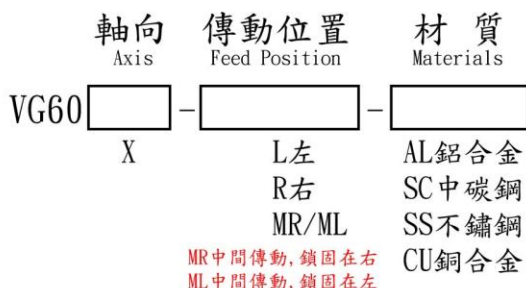 軸向 傳動位置 材質
Axis Feed Position Materials
VG60 - -
X L左 AL鋁合金
R右 SC中碳鋼
MR/ML SS不鏽鋼
MR中間傳動,鎖固在右 CU銅合金
ML中間傳動,鎖固在左